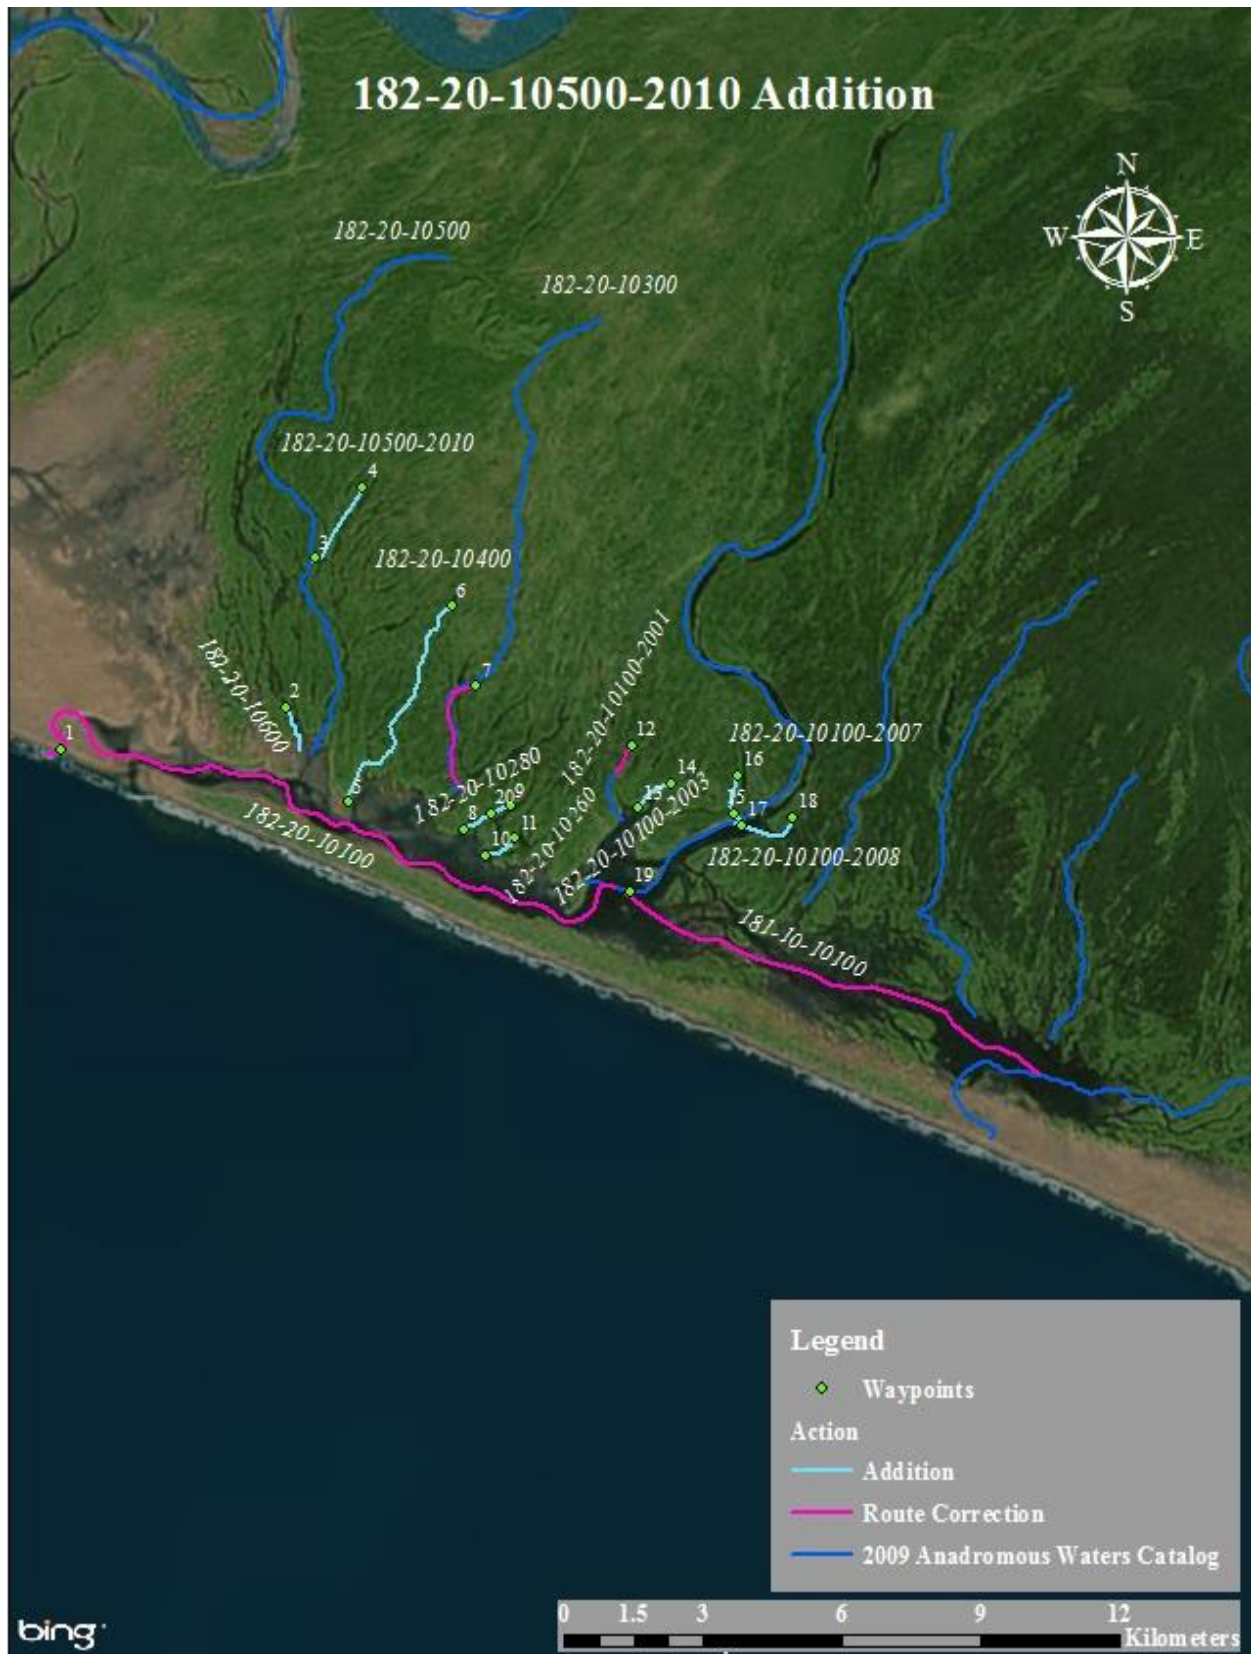 182-20-10500-2010 Addition
N
W E
S
182-20-10500
182-20-10300
182-20-10500-2010
4
3
182-20-10400
6
182-20-10600
2
7
182-20-10100-2001
1
12
182-20-10100-2007
16
14
13
15
17
18
5
182-20-10280
8
20
9
182-20-10260
10
11
182-20-10100-2003
182-20-10100-2008
182-20-10100
19
181-10-10100
Legend
Waypoints
Action
Addition
Route Correction
2009 Anadromous Waters Catalog
0 1.5 3 6 9 12
Kilometers
bing